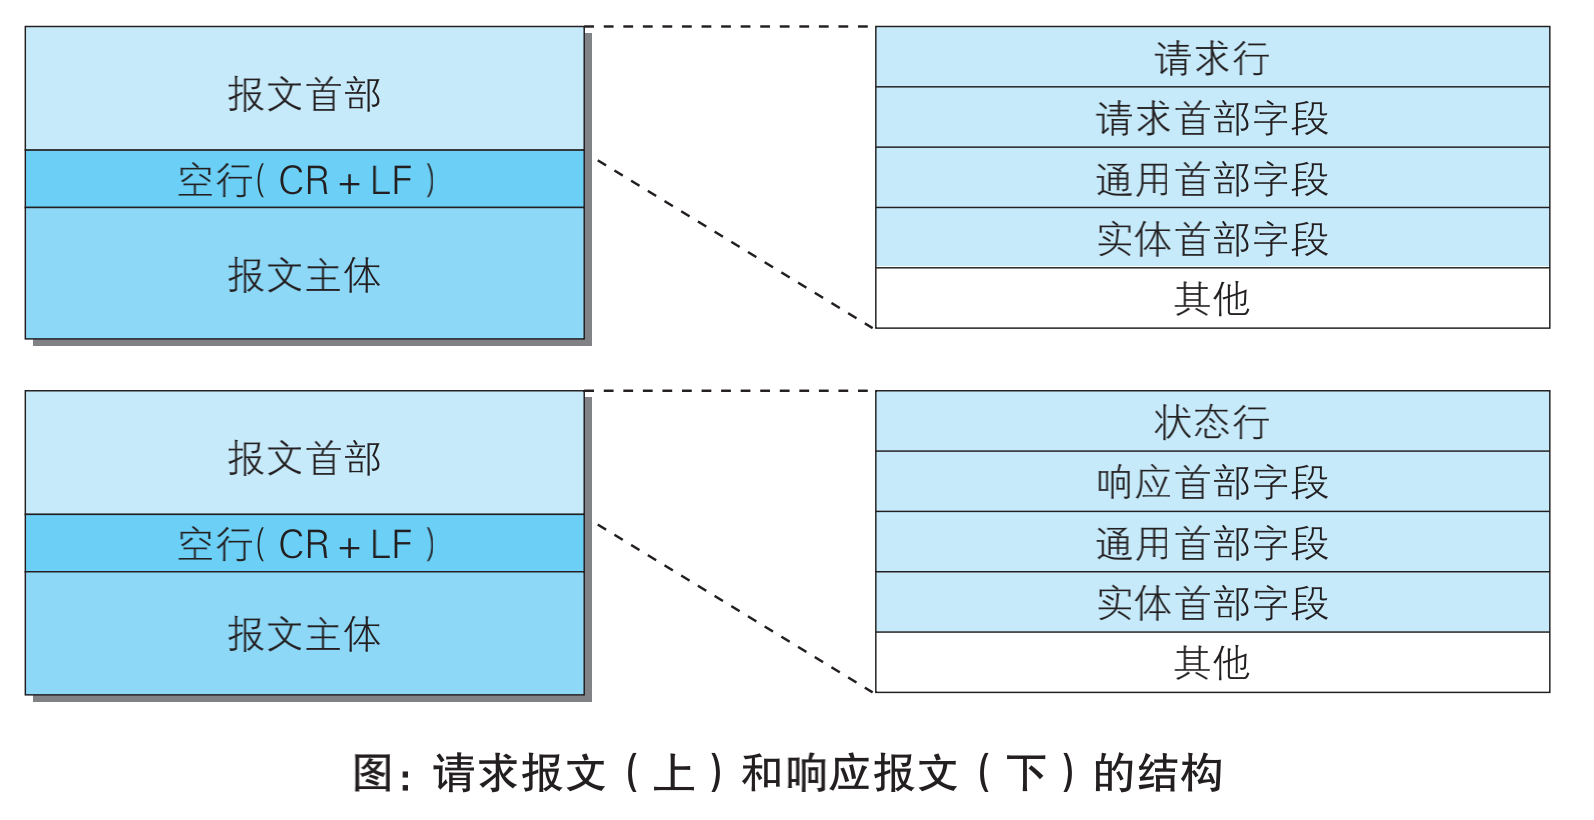 报文首部
空行(CR+LF)
报文主体
请求行
请求首部字段
通用首部字段
实体首部字段
其他
报文首部
空行(CR+LF)
报文主体
状态行
响应首部字段
通用首部字段
实体首部字段
其他
图：请求报文（上）和响应报文（下）的结构